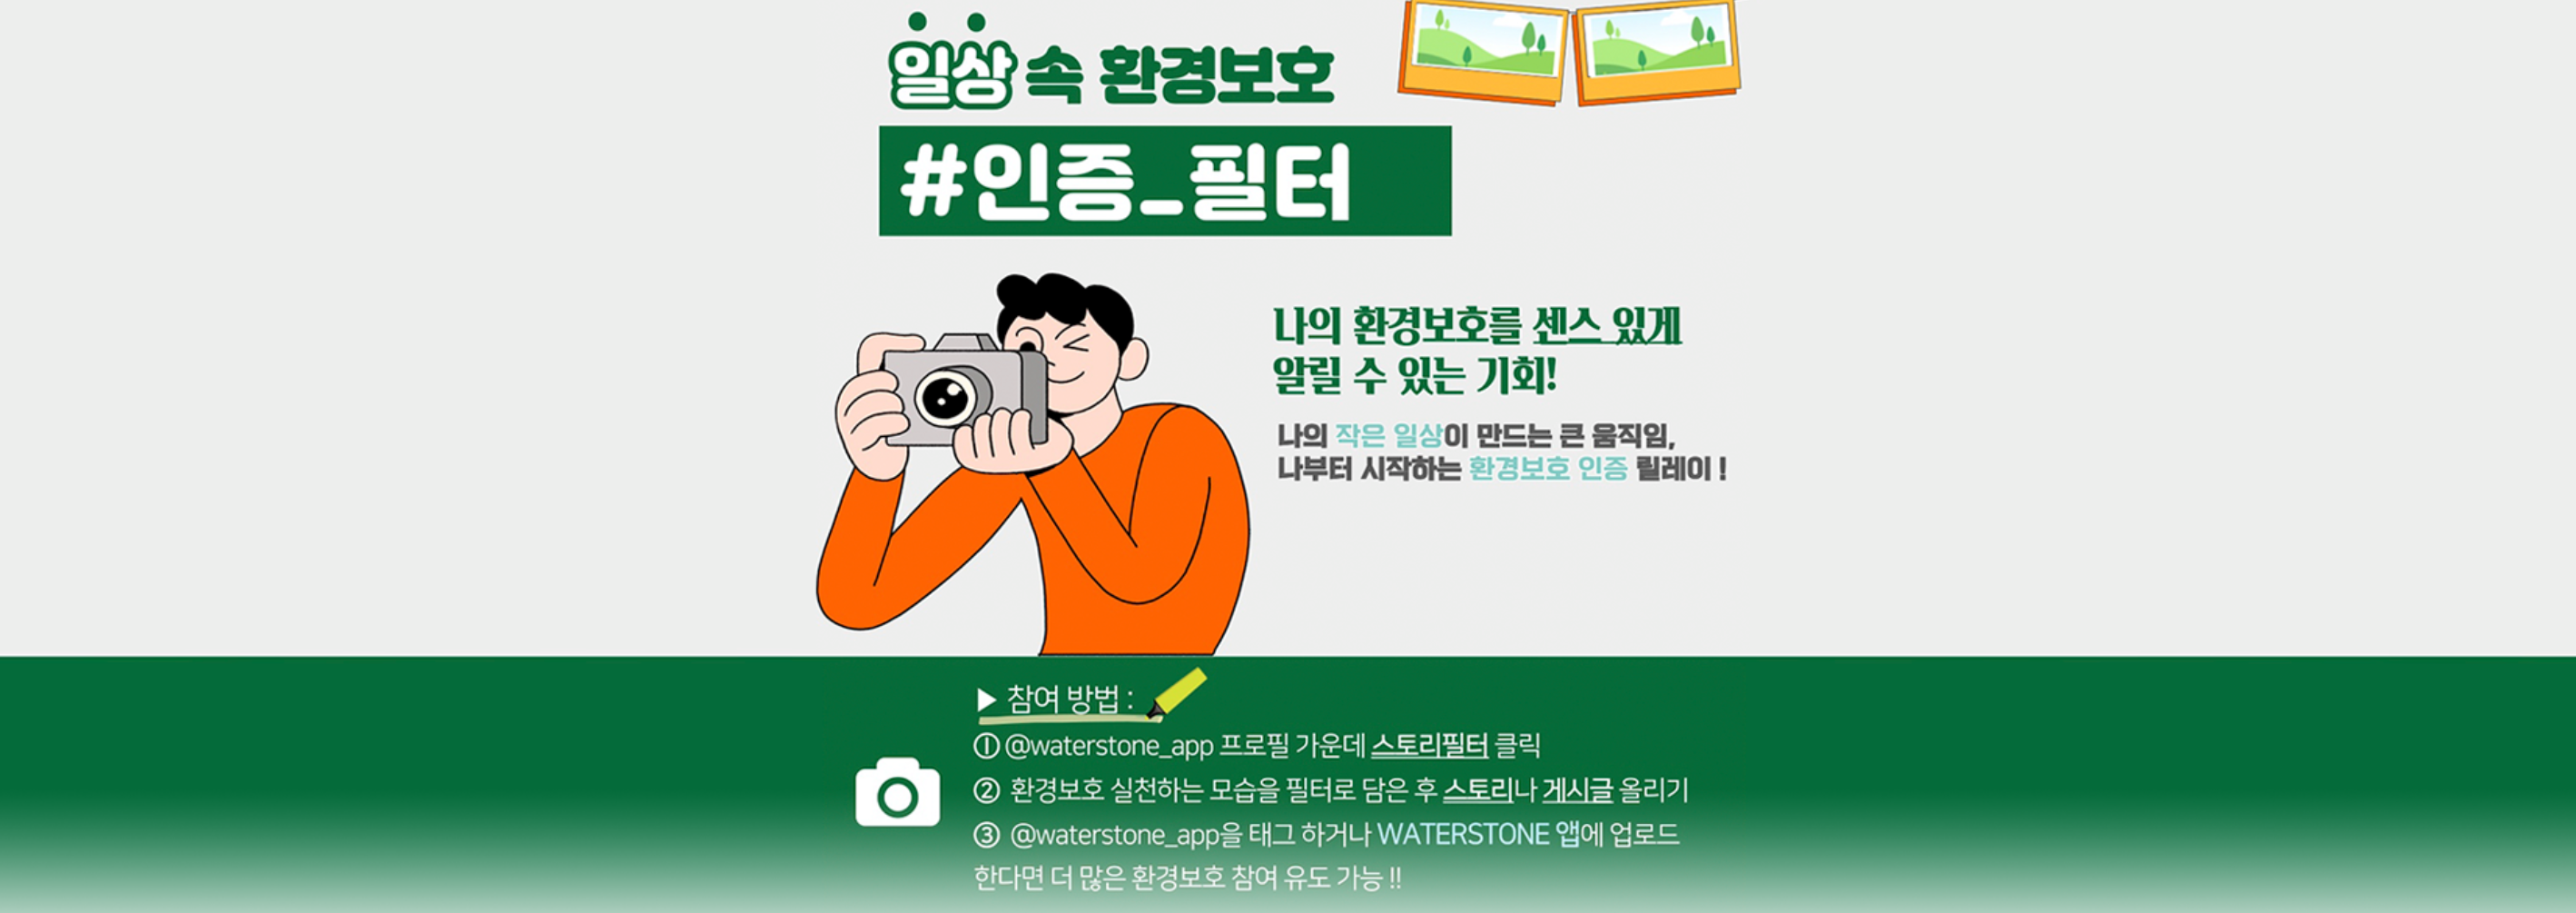 일상 속 환경보호
#인증_필터
나의 환경보호를 센스 있게
알릴 수 있는 기회!
나의 작은 일상이 만드는 큰 움직임,
나부터 시작하는 환경보호 인증 릴레이 !
▶ 참여 방법 :
① @waterstone_app 프로필 가운데 스토리필터 클릭
② 환경보호 실천하는 모습을 필터로 담은 후 스토리나 게시글 올리기
③ @waterstone_app을 태그 하거나 WATERSTONE 앱에 업로드
한다면 더 많은 환경보호 참여 유도 가능 !!